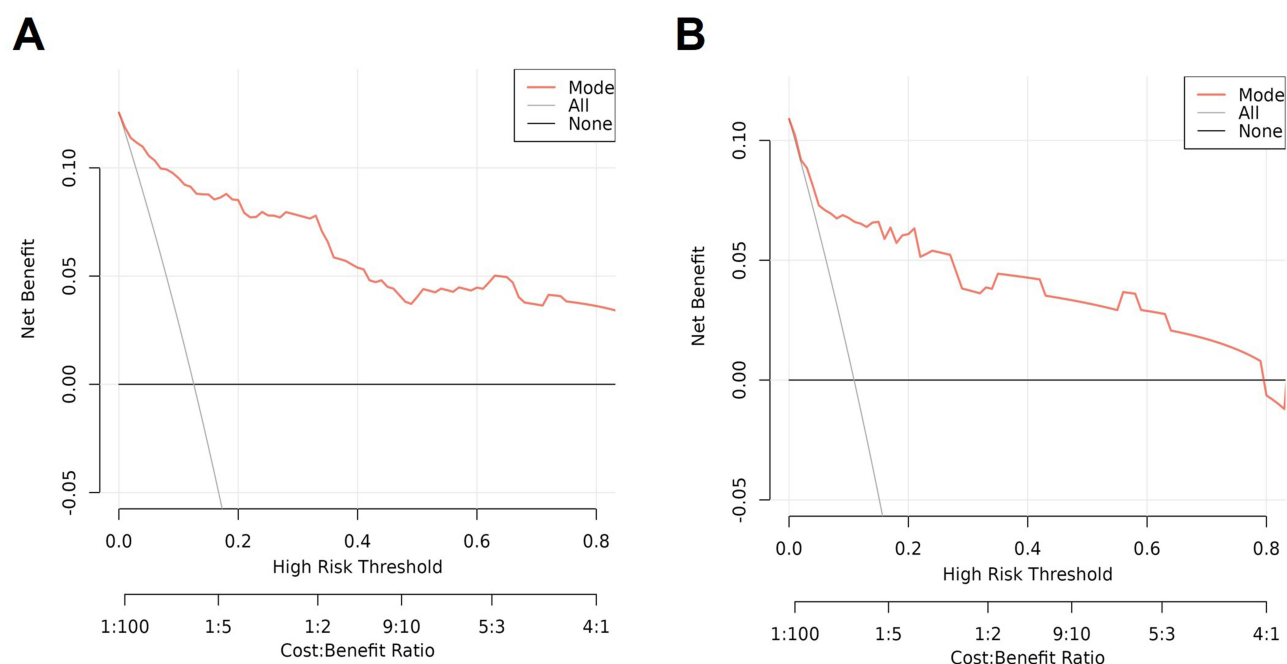 A
Mode
All
None
Net Benefit
0.10
0.05
0.00
-0.05
0.0 0.2 0.4 0.6 0.8
High Risk Threshold
1:100 1:5 1:2 9:10 5:3 4:1
Cost:Benefit Ratio
B
Mode
All
None
Net Benefit
0.10
0.05
0.00
-0.05
0.0 0.2 0.4 0.6 0.8
High Risk Threshold
1:100 1:5 1:2 9:10 5:3 4:1
Cost:Benefit Ratio